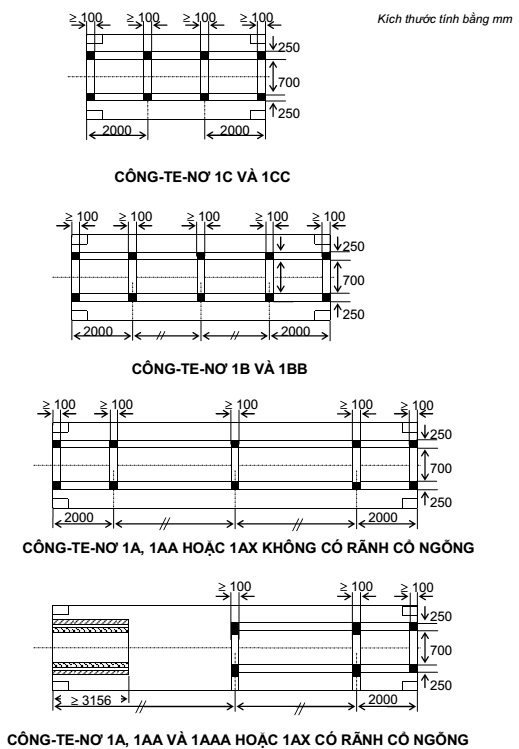 ≥ 100 ≥ 100 ≥ 100 ≥ 100
Kích thước tính bằng mm
250
700
250
2000 2000
CÔNG-TE-NƠ 1C VÀ 1CC
≥ 100 ≥ 100 ≥ 100 ≥ 100 ≥ 100
250
700
250
2000 2000
CÔNG-TE-NƠ 1B VÀ 1BB
≥ 100 ≥ 100 ≥ 100 ≥ 100 ≥ 100
250
700
250
2000 2000
CÔNG-TE-NƠ 1A, 1AA HOẶC 1AX KHÔNG CÓ RÃNH CỔ NGỖNG
≥ 100 ≥ 100 ≥ 100
250
700
250
≥ 3156 2000
CÔNG-TE-NƠ 1A, 1AA VÀ 1AAA HOẶC 1AX CÓ RÃNH CỔ NGỖNG